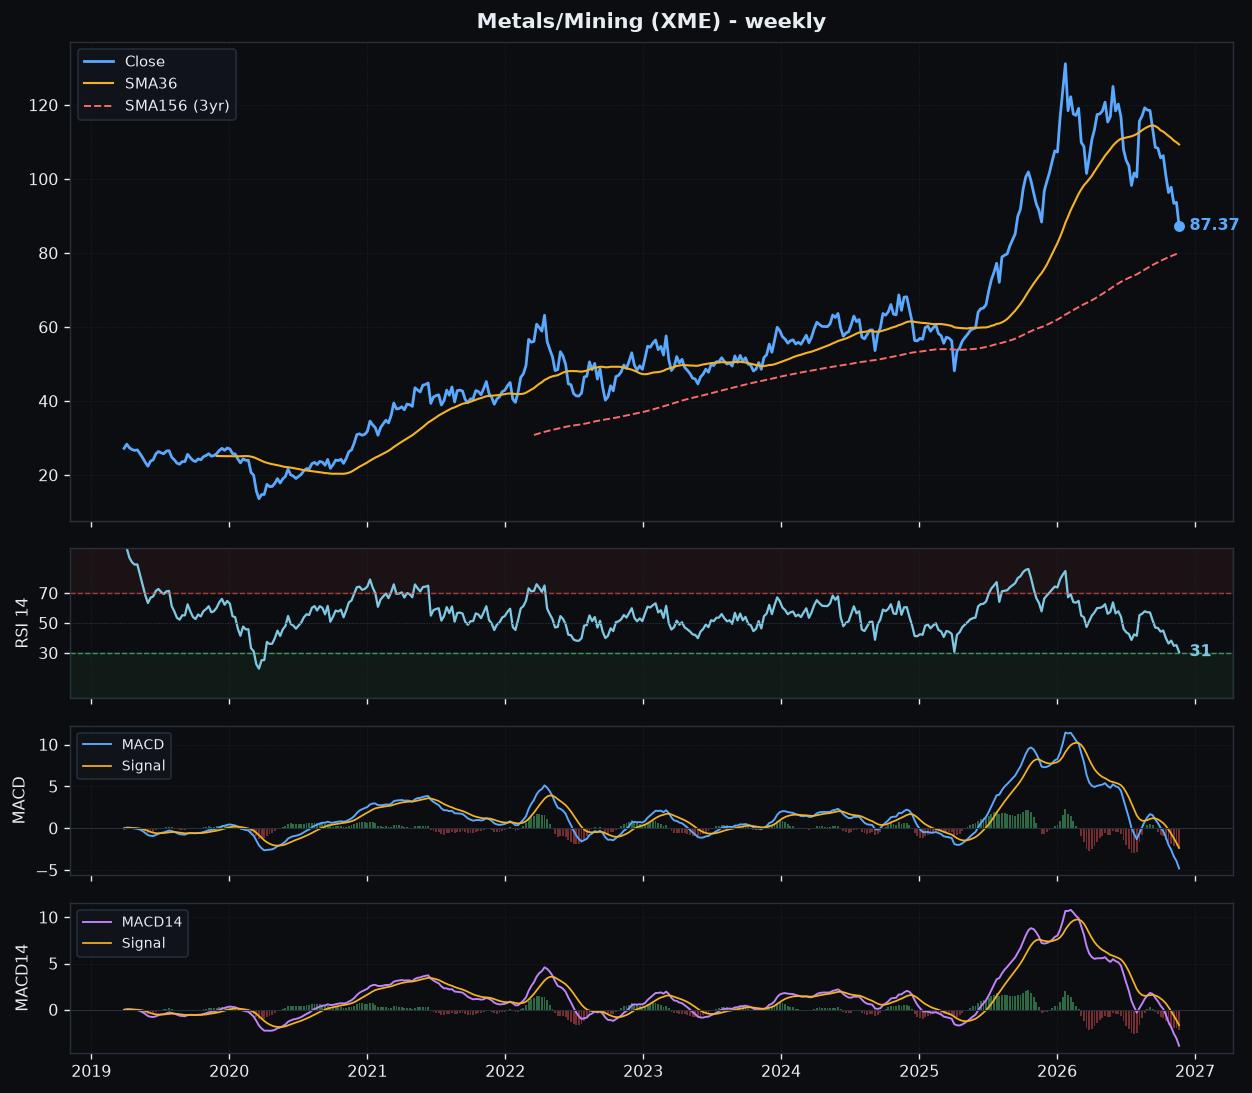 Metals/Mining (XME) - weekly
Close
SMA36
SMA156 (3yr)
120
100
80
60
40
20
87.37
RSI 14
70
50
30
31
MACD
MACD
Signal
10
5
0
−5
MACD14
MACD14
Signal
10
5
0
2019 2020 2021 2022 2023 2024 2025 2026 2027